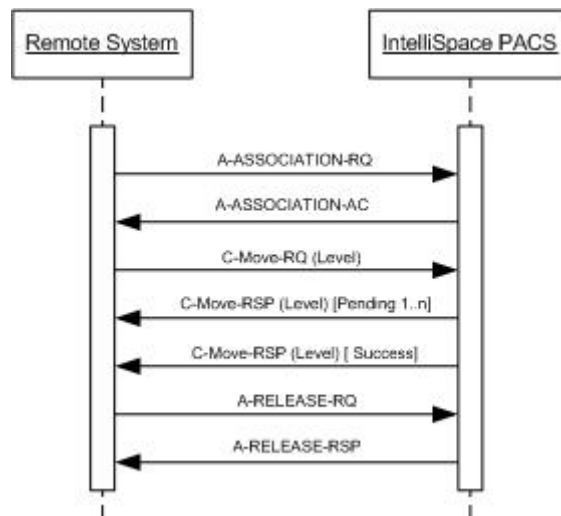 Remote System
IntelliSpace PACS
A-ASSOCIATION-RQ
A-ASSOCIATION-AC
C-Move-RQ (Level)
C-Move-RSP (Level) [Pending 1..n]
C-Move-RSP (Level) [ Success]
A-RELEASE-RQ
A-RELEASE-RSP